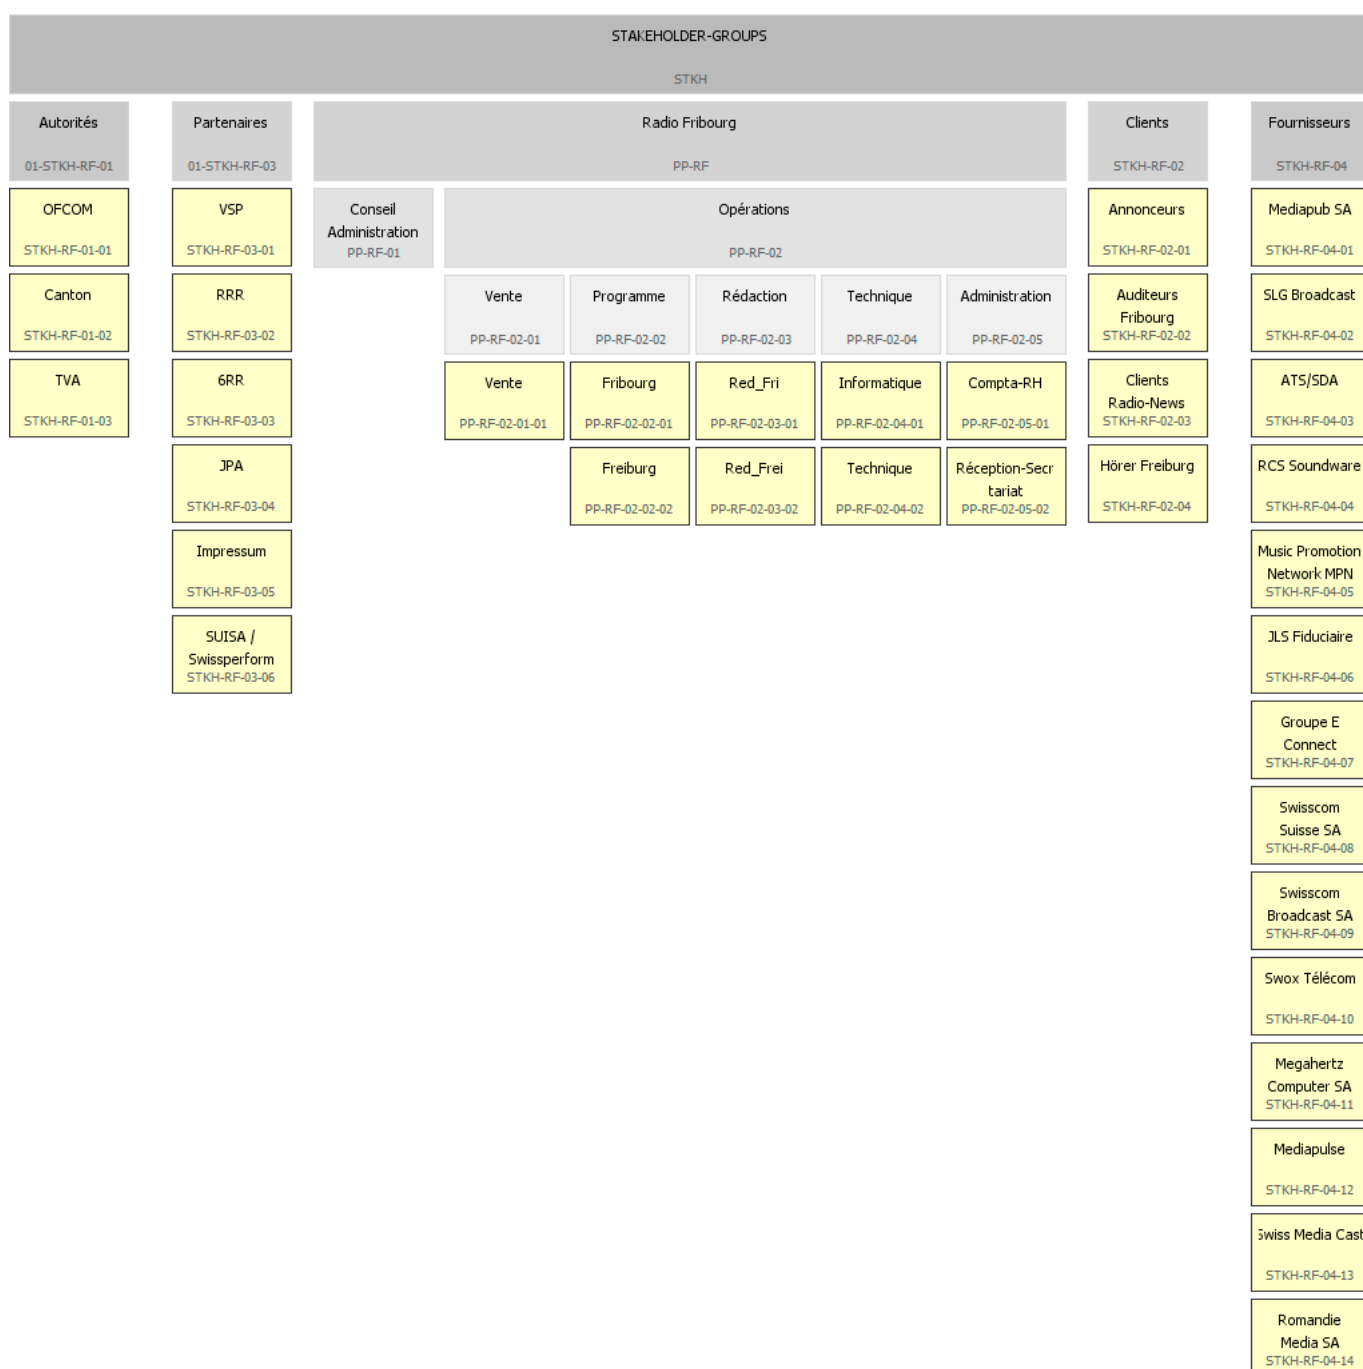 STAKEHOLDER-GROUPS
STKH
Autorités
01-STKH-RF-01
Partenaires
01-STKH-RF-03
Radio Fribourg
PP-RF
Clients
STKH-RF-02
Fournisseurs
STKH-RF-04
OFCOM
STKH-RF-01-01
Canton
STKH-RF-01-02
TVA
STKH-RF-01-03
VSP
STKH-RF-03-01
RRR
STKH-RF-03-02
6RR
STKH-RF-03-03
JPA
STKH-RF-03-04
Impressum
STKH-RF-03-05
SUISA /
Swissperform
STKH-RF-03-06
Conseil
Administration
PP-RF-01
Opérations
PP-RF-02
Vente
PP-RF-02-01
Programme
PP-RF-02-02
Rédaction
PP-RF-02-03
Technique
PP-RF-02-04
Administration
PP-RF-02-05
Vente
PP-RF-02-01-01
Fribourg
PP-RF-02-02-01
Red_Fri
PP-RF-02-03-01
Informatique
PP-RF-02-04-01
Compta-RH
PP-RF-02-05-01
Freiburg
PP-RF-02-02-02
Red_Frei
PP-RF-02-03-02
Technique
PP-RF-02-04-02
Réception-Secr
tariat
PP-RF-02-05-02
Annonceurs
STKH-RF-02-01
Auditeurs
Fribourg
STKH-RF-02-02
Clients
Radio-News
STKH-RF-02-03
Hörer Freiburg
STKH-RF-02-04
Mediapub SA
STKH-RF-04-01
SLG Broadcast
STKH-RF-04-02
ATS/SDA
STKH-RF-04-03
RCS Soundware
STKH-RF-04-04
Music Promotion
Network MPN
STKH-RF-04-05
JLS Fiduciaire
STKH-RF-04-06
Groupe E
Connect
STKH-RF-04-07
Swisscom
Suisse SA
STKH-RF-04-08
Swisscom
Broadcast SA
STKH-RF-04-09
Swox Télécom
STKH-RF-04-10
Megahertz
Computer SA
STKH-RF-04-11
Mediapulse
STKH-RF-04-12
Swiss Media Cast
STKH-RF-04-13
Romandie
Media SA
STKH-RF-04-14